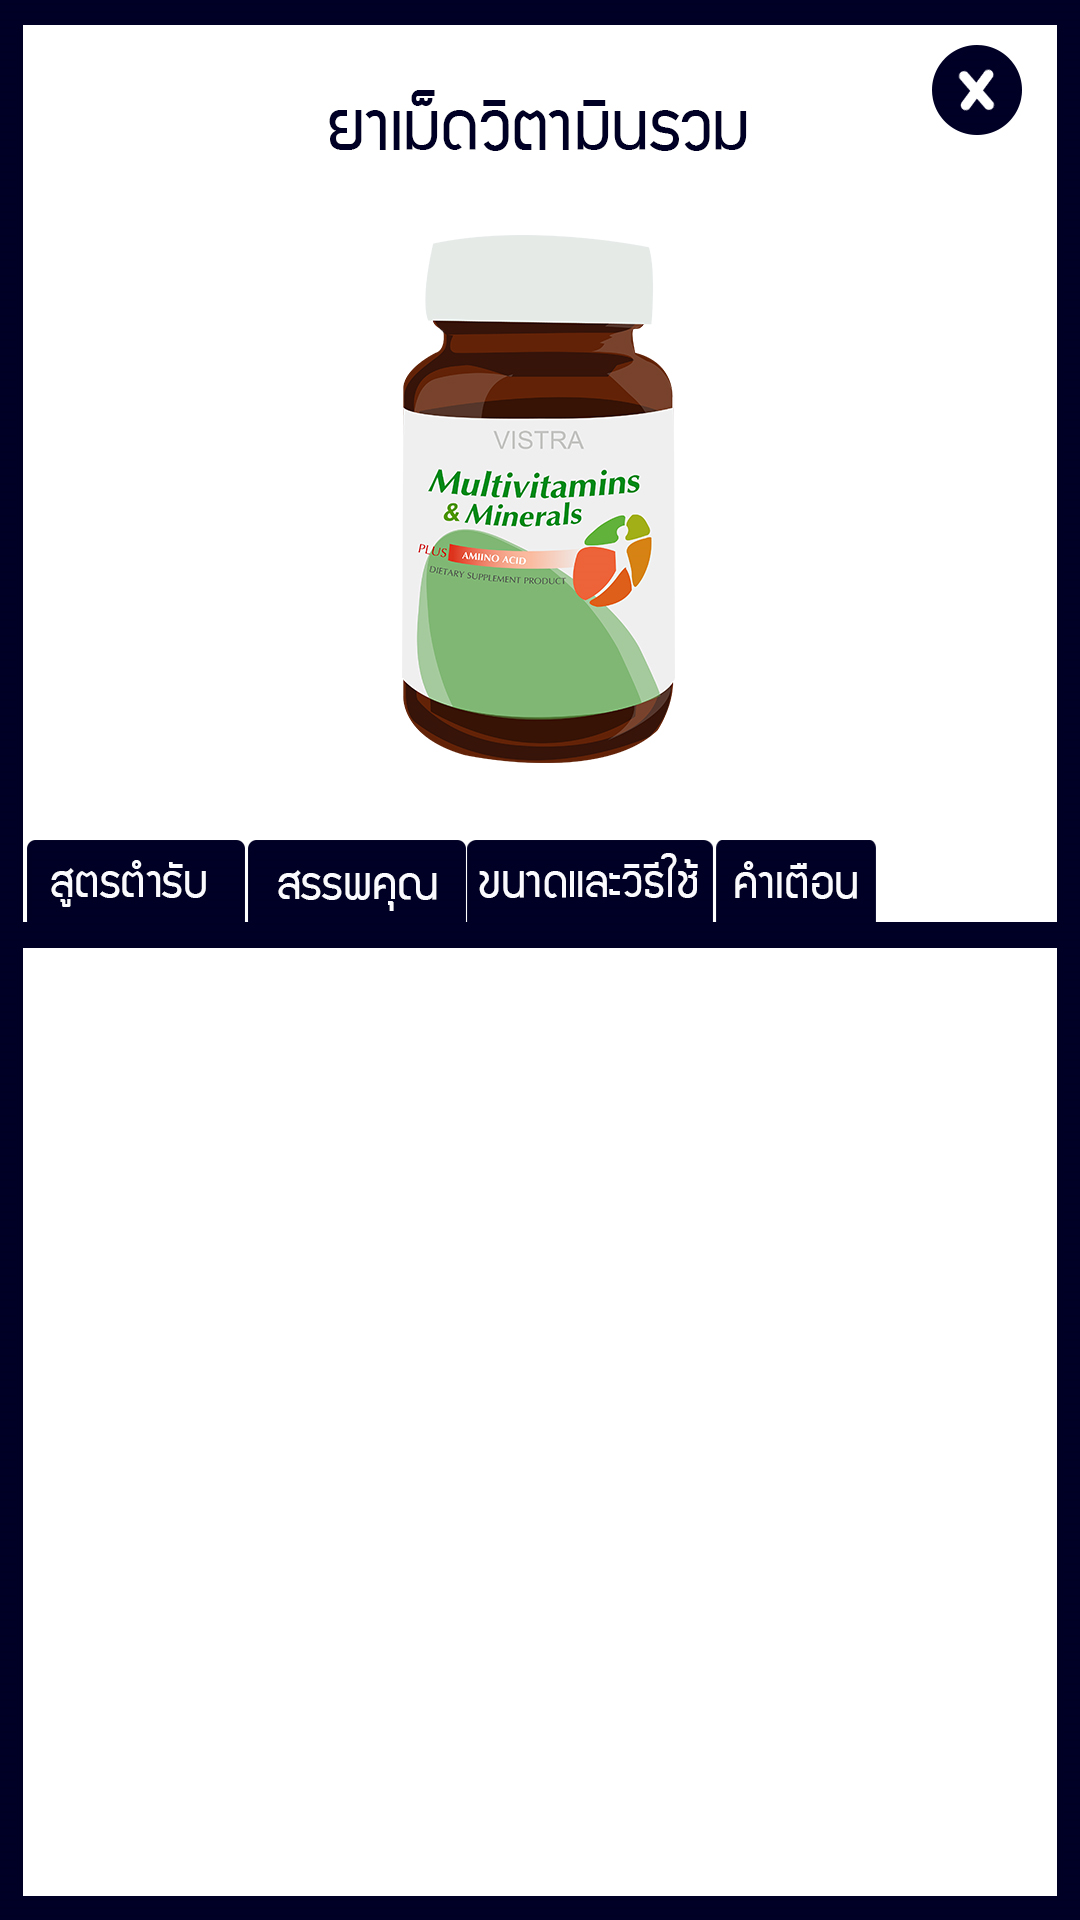 X
ยาเม็ดวิตามินรวม
VISTRA
Multivitamins
& Minerals
PLUS AMIINO ACID
DIETARY SUPPLEMENT PRODUCT
สูตรตำรับ
สรรพคุณ
ขนาดและวิธีใช้
คำเตือน